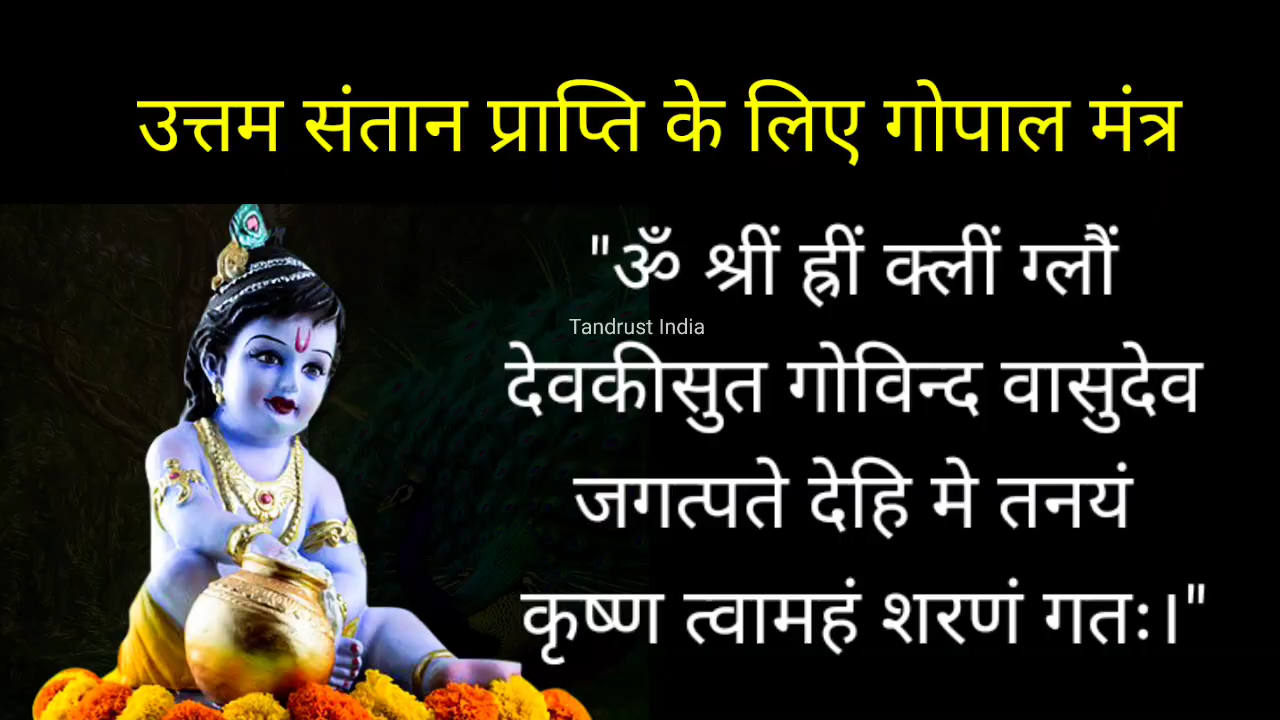 उत्तम संतान प्राप्ति के लिए गोपाल मंत्र
"ॐ श्रीं ह्रीं क्लीं ग्लौं
Tandrust India
देवकीसुत गोविन्द वासुदेव
जगत्पते देहि मे तनयं
कृष्ण त्वामहं शरणं गतः।"